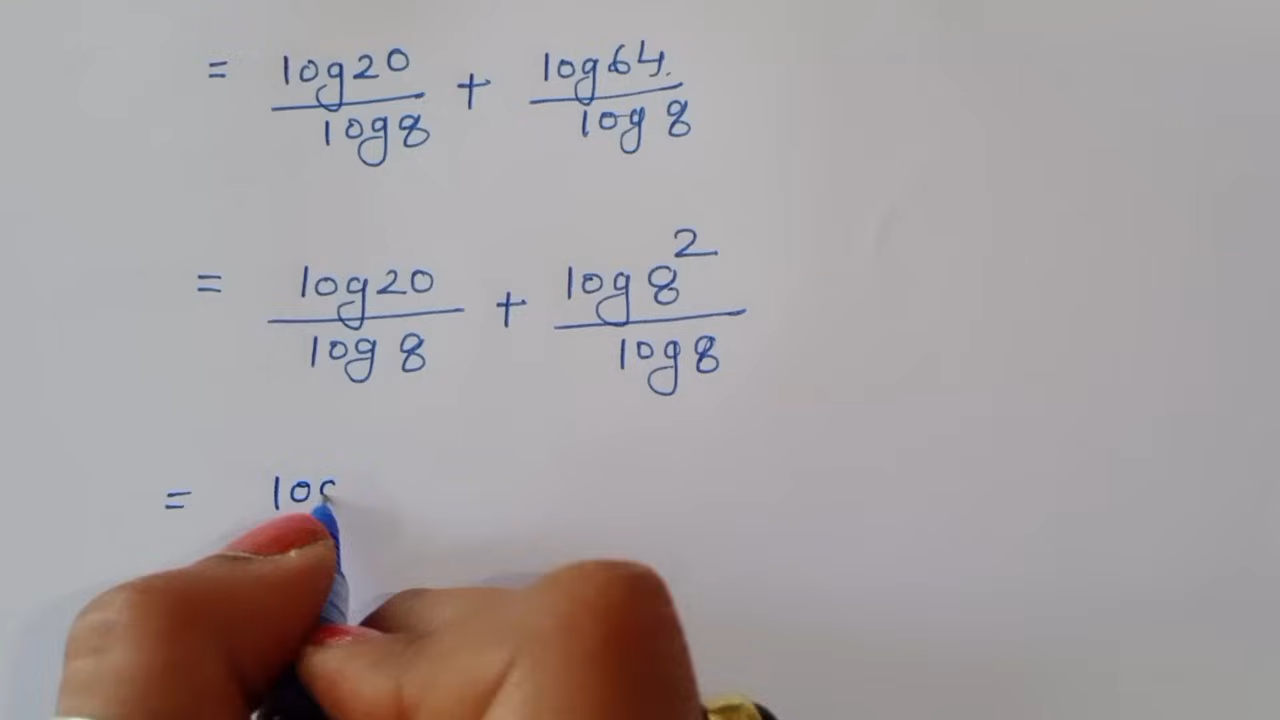 = log20/log8 + log64/log8
= log20/log8 + log8²/log8
= lo